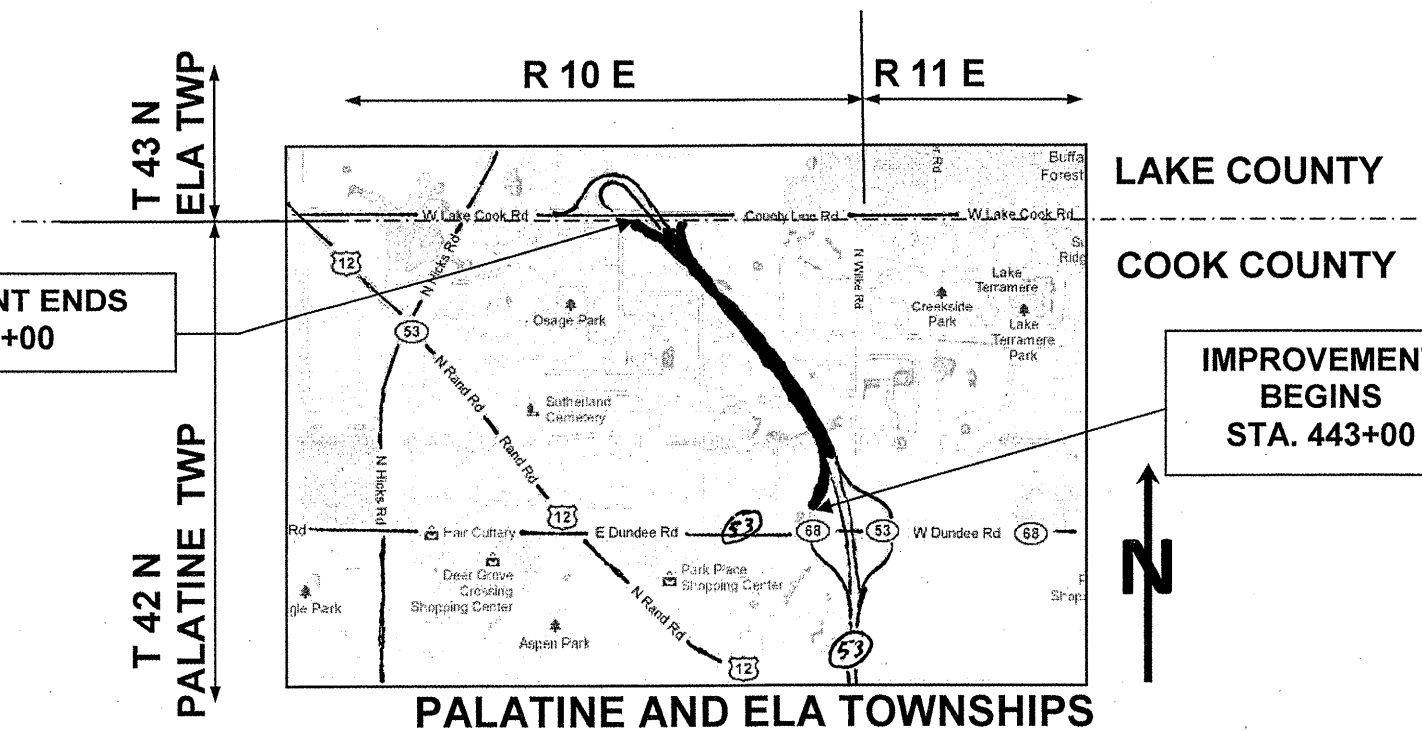 R 10 E
R 11 E
T 43 N
ELA TWP
LAKE COUNTY
COOK COUNTY
Buffa
Forest
W Lake Cook Rd
County Line Rd
W Lake Cook Rd
12
N Hicks Rd
N Wilke Rd
Su
Ridg
Lake
Terramere
Creekside
Park
Lake
Terramere
Park
Osage Park
NT ENDS
+00
53
N Rand Rd
Sutherland
Cemetery
IMPROVEMENT
BEGINS
STA. 443+00
T 42 N
PALATINE TWP
N Hicks Rd
Rand Rd
12
Rd
Hair Cuttery
E Dundee Rd
53
68
53
W Dundee Rd
68
Deer Grove
Crossing
Shopping Center
Park Place
Shopping Center
gle Park
Aspen Park
N Rand Rd
12
53
Shop
N
PALATINE AND ELA TOWNSHIPS